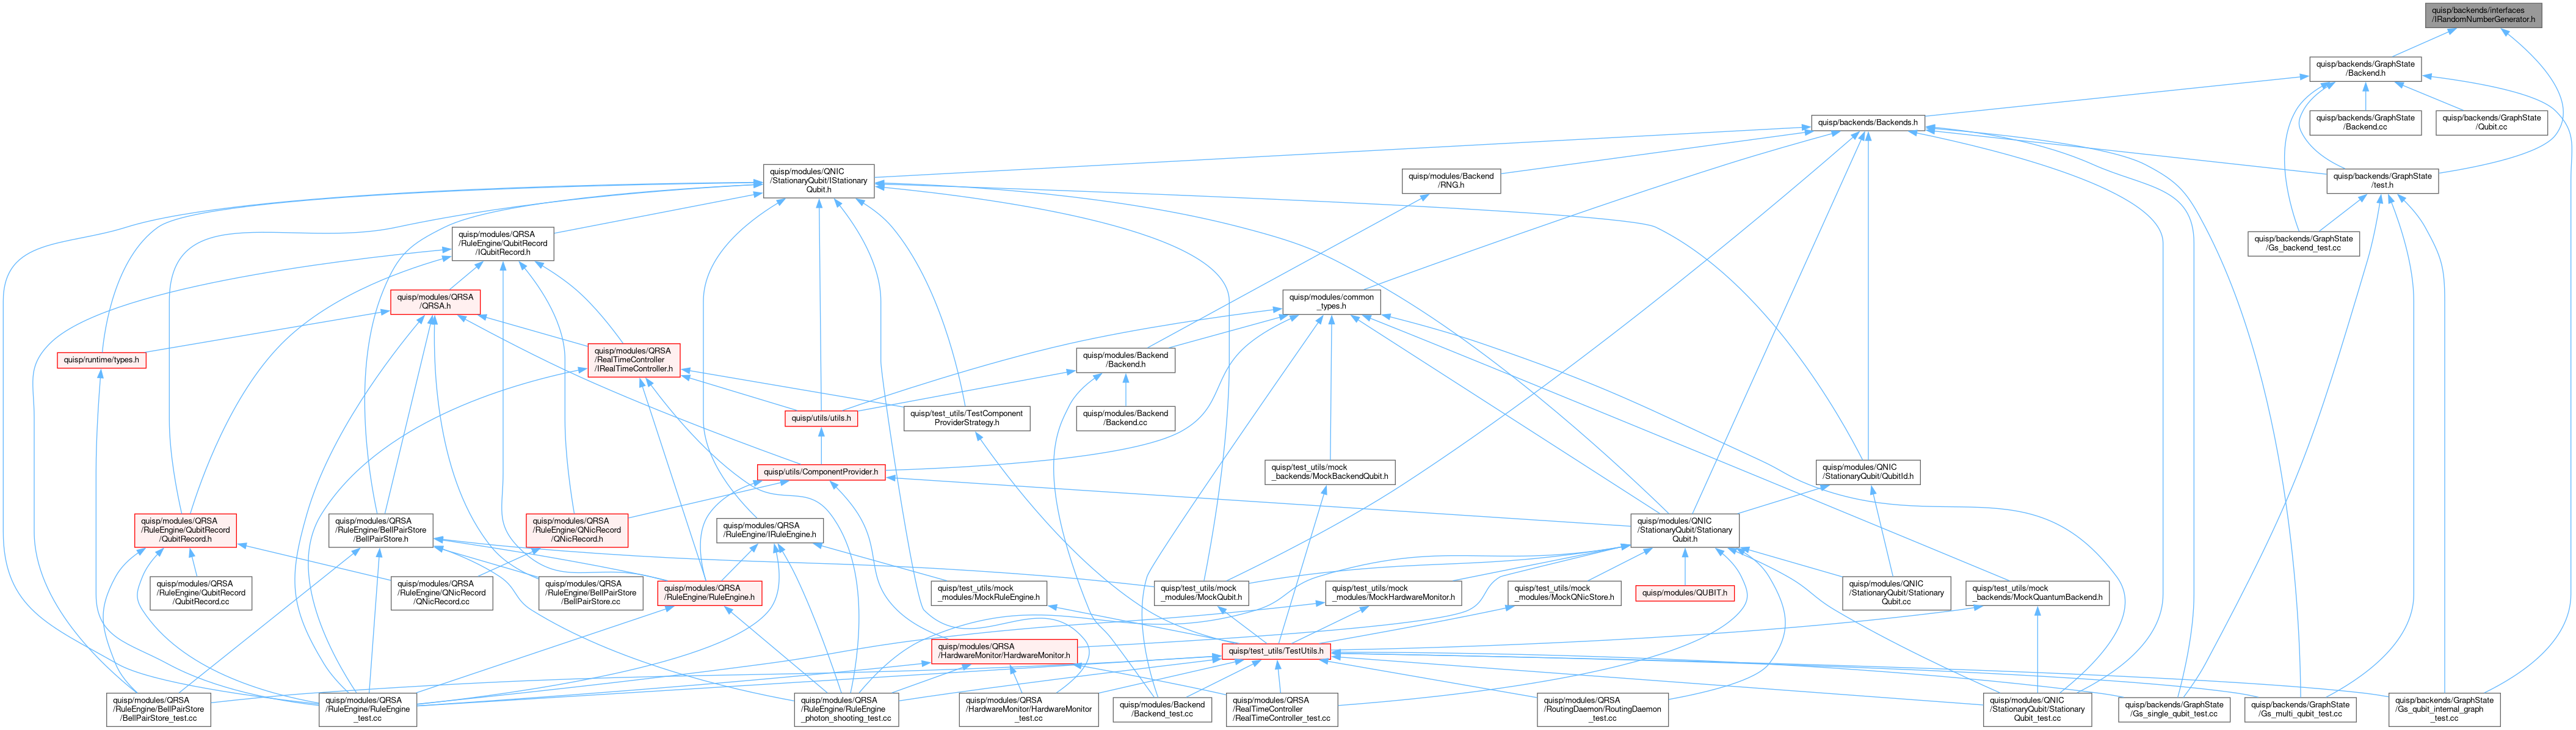 quisp/backends/interfaces
/IRandomNumberGenerator.h
quisp/backends/GraphState
/Backend.h
quisp/backends/GraphState
/Backend.cc
quisp/backends/GraphState
/Qubit.cc
quisp/backends/Backends.h
quisp/modules/QNIC
/StationaryQubit/IStationary
Qubit.h
quisp/modules/Backend
/RNG.h
quisp/backends/GraphState
/test.h
quisp/modules/QRSA
/RuleEngine/QubitRecord
/IQubitRecord.h
quisp/backends/GraphState
/Gs_backend_test.cc
quisp/modules/QRSA
/QRSA.h
quisp/modules/common
_types.h
quisp/runtime/types.h
quisp/modules/QRSA
/RealTimeController
/IRealTimeController.h
quisp/modules/Backend
/Backend.h
quisp/utils/utils.h
quisp/test_utils/TestComponent
ProviderStrategy.h
quisp/modules/Backend
/Backend.cc
quisp/utils/ComponentProvider.h
quisp/test_utils/mock
_backends/MockBackendQubit.h
quisp/modules/QNIC
/StationaryQubit/QubitId.h
quisp/modules/QRSA
/RuleEngine/QubitRecord
/QubitRecord.h
quisp/modules/QRSA
/RuleEngine/BellPairStore
/BellPairStore.h
quisp/modules/QRSA
/RuleEngine/QNicRecord
/QNicRecord.h
quisp/modules/QRSA
/RuleEngine/IRuleEngine.h
quisp/modules/QNIC
/StationaryQubit/Stationary
Qubit.h
quisp/modules/QRSA
/RuleEngine/QubitRecord
/QubitRecord.cc
quisp/modules/QRSA
/RuleEngine/QNicRecord
/QNicRecord.cc
quisp/modules/QRSA
/RuleEngine/BellPairStore
/BellPairStore.cc
quisp/modules/QRSA
/RuleEngine/RuleEngine.h
quisp/test_utils/mock
_modules/MockRuleEngine.h
quisp/test_utils/mock
_modules/MockQubit.h
quisp/test_utils/mock
_modules/MockHardwareMonitor.h
quisp/test_utils/mock
_modules/MockQNicStore.h
quisp/modules/QUBIT.h
quisp/modules/QNIC
/StationaryQubit/Stationary
Qubit.cc
quisp/test_utils/mock
_backends/MockQuantumBackend.h
quisp/modules/QRSA
/HardwareMonitor/HardwareMonitor.h
quisp/test_utils/TestUtils.h
quisp/modules/QRSA
/RuleEngine/BellPairStore
/BellPairStore_test.cc
quisp/modules/QRSA
/RuleEngine/RuleEngine
_test.cc
quisp/modules/QRSA
/RuleEngine/RuleEngine
_photon_shooting_test.cc
quisp/modules/QRSA
/HardwareMonitor/HardwareMonitor
_test.cc
quisp/modules/Backend
/Backend_test.cc
quisp/modules/QRSA
/RealTimeController
/RealTimeController_test.cc
quisp/modules/QRSA
/RoutingDaemon/RoutingDaemon
_test.cc
quisp/modules/QNIC
/StationaryQubit/Stationary
Qubit_test.cc
quisp/backends/GraphState
/Gs_single_qubit_test.cc
quisp/backends/GraphState
/Gs_multi_qubit_test.cc
quisp/backends/GraphState
/Gs_qubit_internal_graph
_test.cc